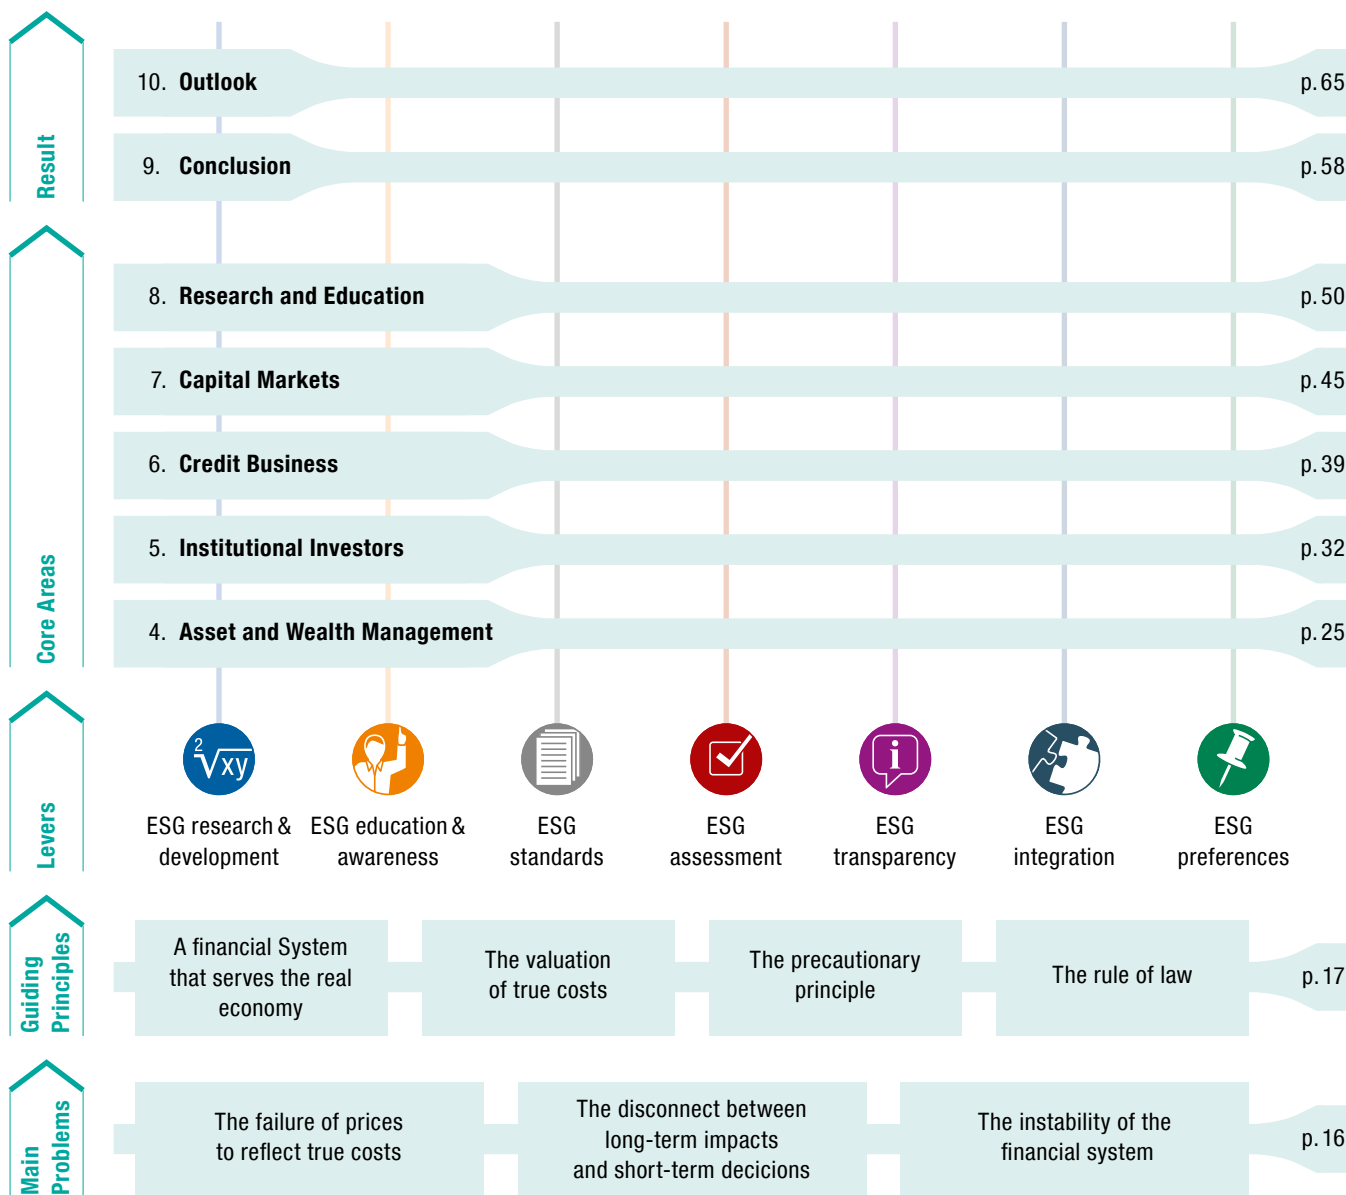 Result
10. Outlook p. 65
9. Conclusion p. 58
Core Areas
8. Research and Education p. 50
7. Capital Markets p. 45
6. Credit Business p. 39
5. Institutional Investors p. 32
4. Asset and Wealth Management p. 25
Levers
2
√xy
i
ESG research &
development
ESG education &
awareness
ESG
standards
ESG
assessment
ESG
transparency
ESG
integration
ESG
preferences
Guiding
Principles
A financial System
that serves the real
economy
The valuation
of true costs
The precautionary
principle
The rule of law
p. 17
Main
Problems
The failure of prices
to reflect true costs
The disconnect between
long-term impacts
and short-term decicions
The instability of the
financial system
p. 16